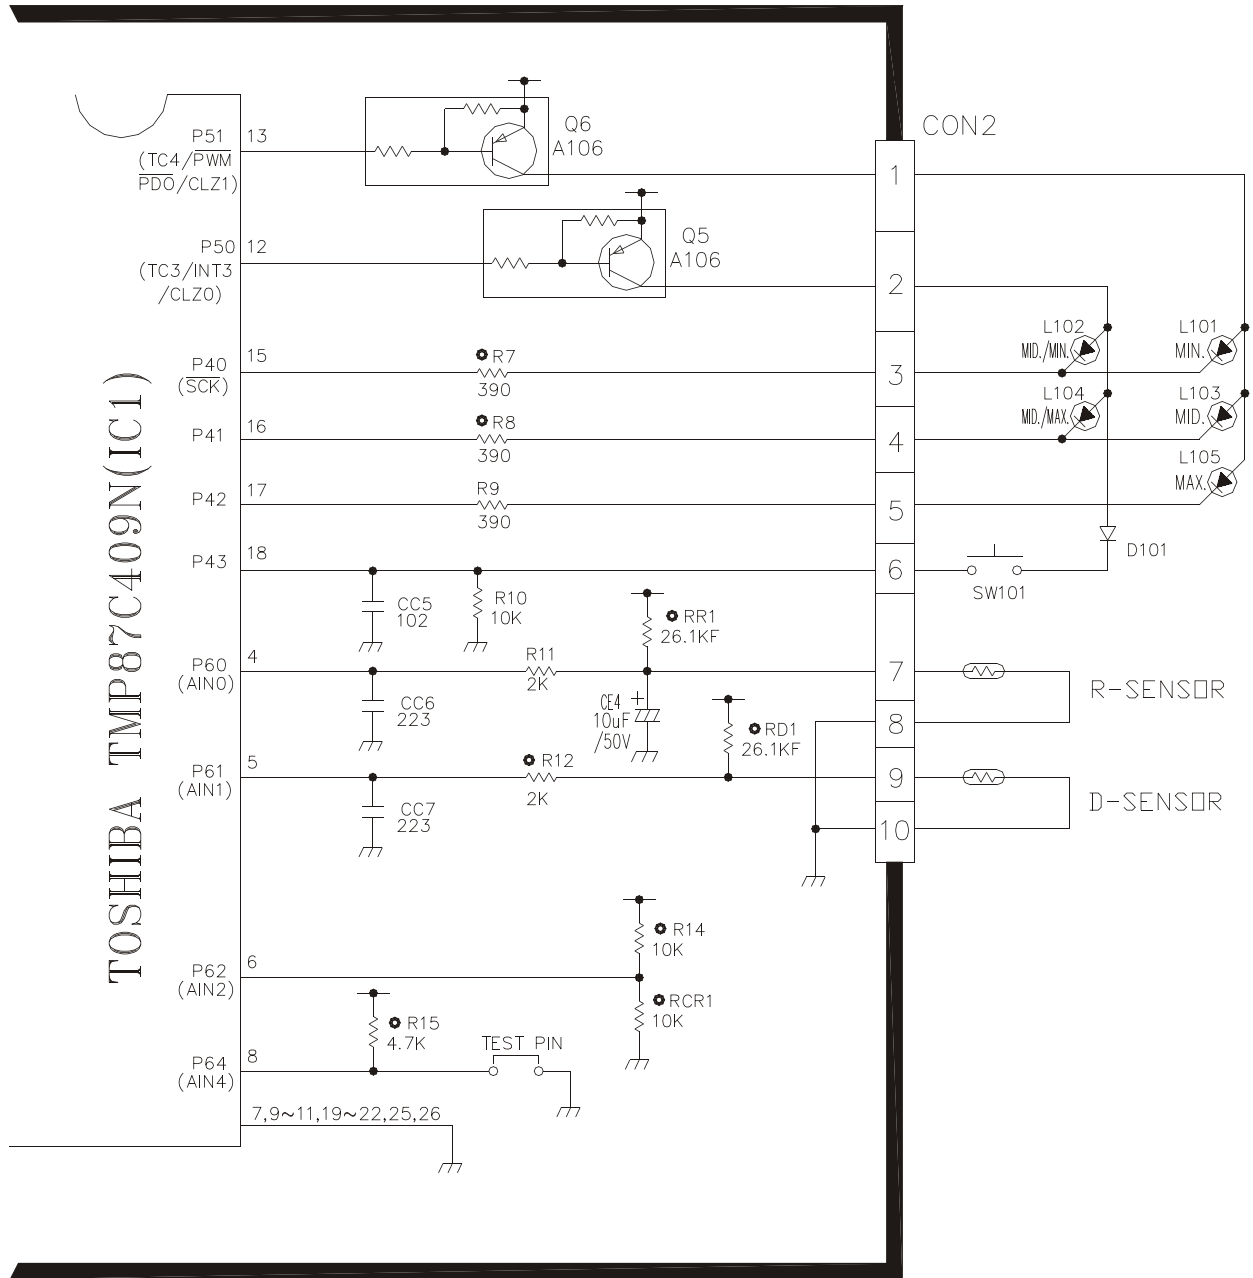 TOSHIBA TMP87C409N(IC1)
P51
(TC4/PWM
PDO/CLZ1)
13
Q6
A106
P50
(TC3/INT3
/CLZ0)
12
Q5
A106
CON2
1
2
3
4
5
6
7
8
9
10
P40
(SCK)
15
R7
390
L102
MID./MIN.
L101
MIN.
P41
16
R8
390
L104
MID./MAX.
L103
MID.
P42
17
R9
390
L105
MAX.
P43
18
CC5
102
R10
10K
SW101
D101
P60
(AIN0)
4
CC6
223
R11
2K
RR1
26.1KF
CE4
+
10uF
/50V
R-SENSOR
P61
(AIN1)
5
CC7
223
R12
2K
RD1
26.1KF
D-SENSOR
P62
(AIN2)
6
R14
10K
RCR1
10K
P64
(AIN4)
8
R15
4.7K
TEST PIN
7,9~11,19~22,25,26